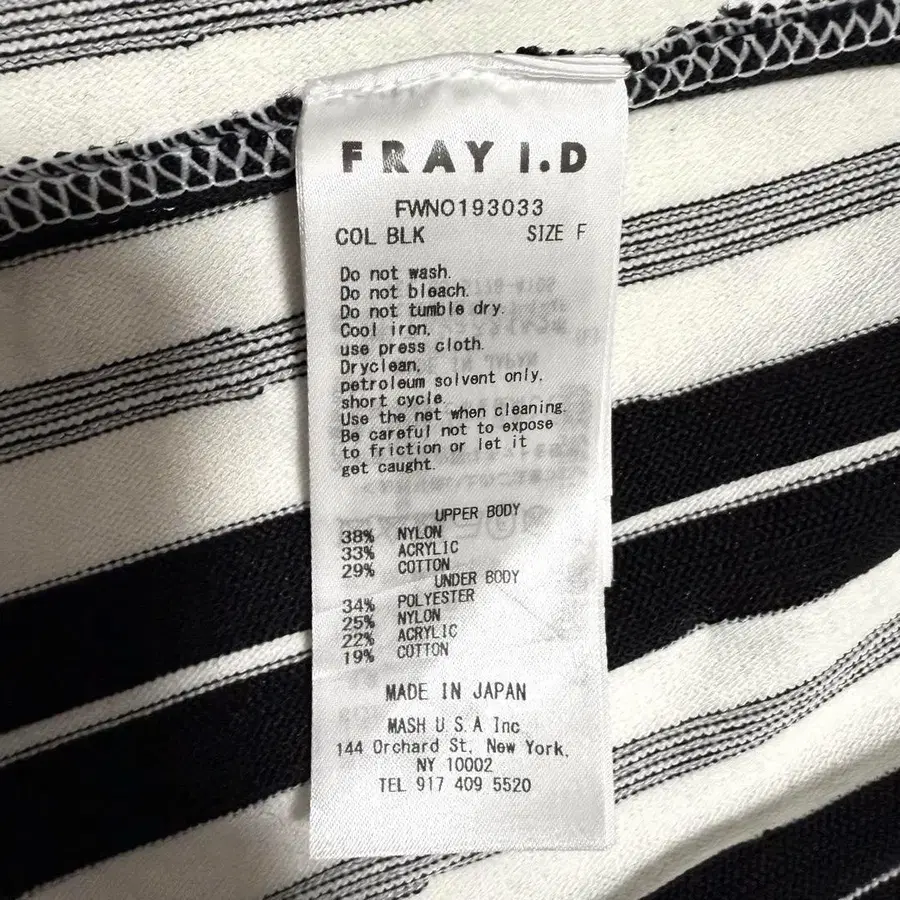 FRAY I.D
FWNO193033
COL BLK SIZE F
Do not wash.
Do not bleach.
Do not tumble dry.
Cool iron,
use press cloth.
Dryclean,
petroleum solvent only,
short cycle.
Use the net when cleaning.
Be careful not to expose
to friction or let it
get caught.
UPPER BODY
38% NYLON
33% ACRYLIC
29% COTTON
UNDER BODY
34% POLYESTER
25% NYLON
22% ACRYLIC
19% COTTON
MADE IN JAPAN
MASH U.S.A Inc
144 Orchard St, New York,
NY 10002
TEL 917 409 5520